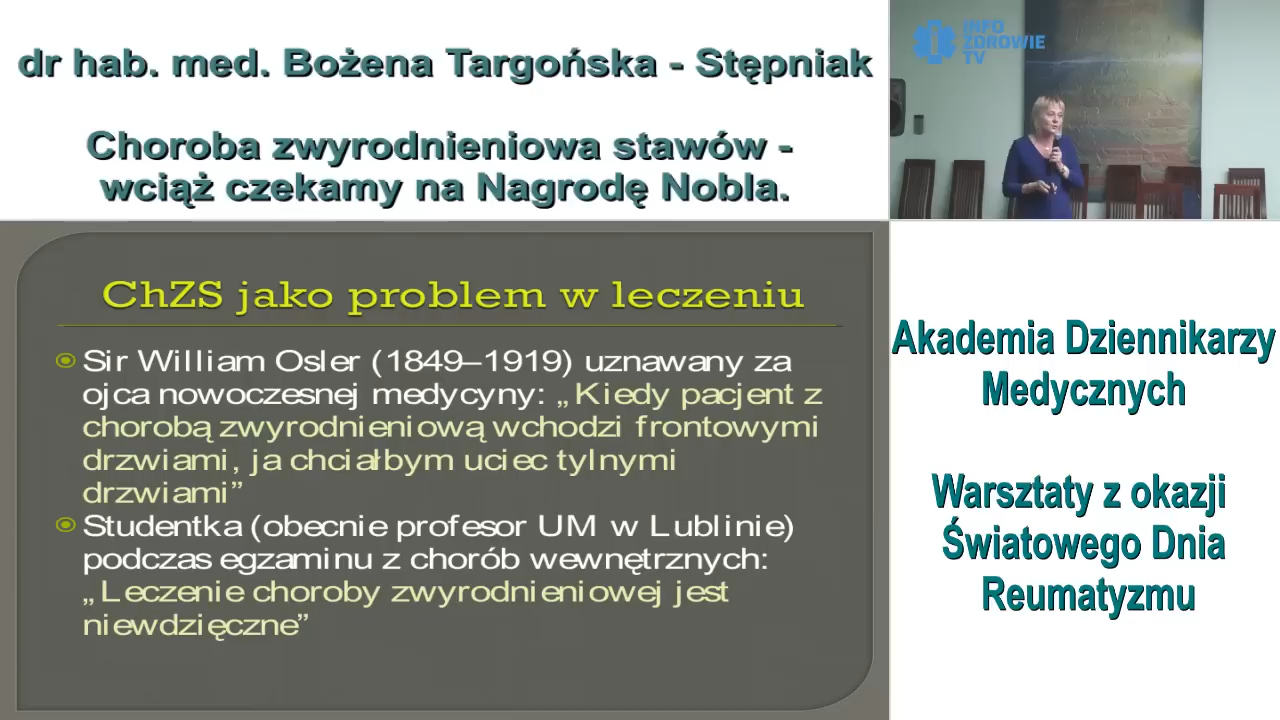 dr hab. med. Bożena Targońska - Stępniak
Choroba zwyrodnieniowa stawów -
wciąż czekamy na Nagrodę Nobla.
INFO
ZDROWIE
TV
ChZS jako problem w leczeniu
Sir William Osler (1849–1919) uznawany za
ojca nowoczesnej medycyny: „Kiedy pacjent z
chorobą zwyrodnieniową wchodzi frontowymi
drzwiami, ja chciałbym uciec tylnymi
drzwiami”
Studentka (obecnie profesor UM w Lublinie)
podczas egzaminu z chorób wewnętrznych:
„Leczenie choroby zwyrodnieniowej jest
niewdzięczne”
Akademia Dziennikarzy
Medycznych
Warsztaty z okazji
Światowego Dnia
Reumatyzmu